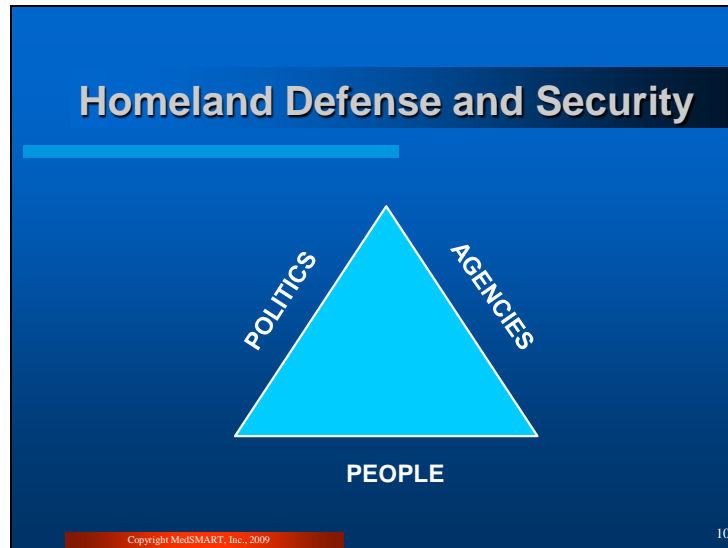 Homeland Defense and Security
POLITICS
AGENCIES
PEOPLE
Copyright MedSMART, Inc., 2009
10